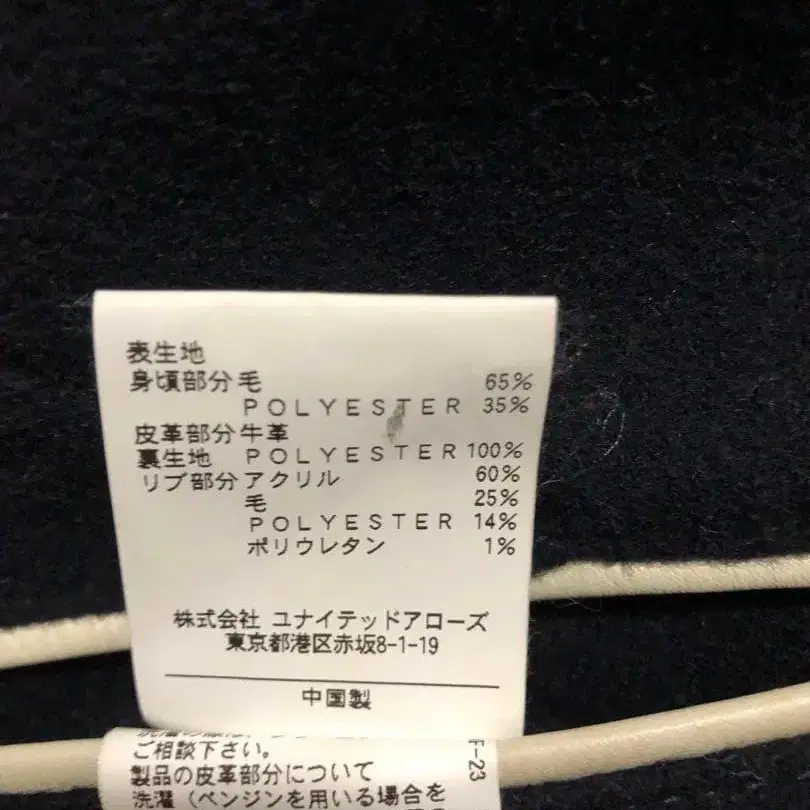 表生地
身頃部分 毛 65%
POLYESTER 35%
皮革部分 牛革
裏生地 POLYESTER 100%
リブ部分 アクリル 60%
毛 25%
POLYESTER 14%
ポリウレタン 1%
株式会社 ユナイテッドアローズ
東京都港区赤坂8-1-19
中国製
ご相談下さい。
製品の皮革部分について
洗濯(ベンジンを用いる場合を
F-23